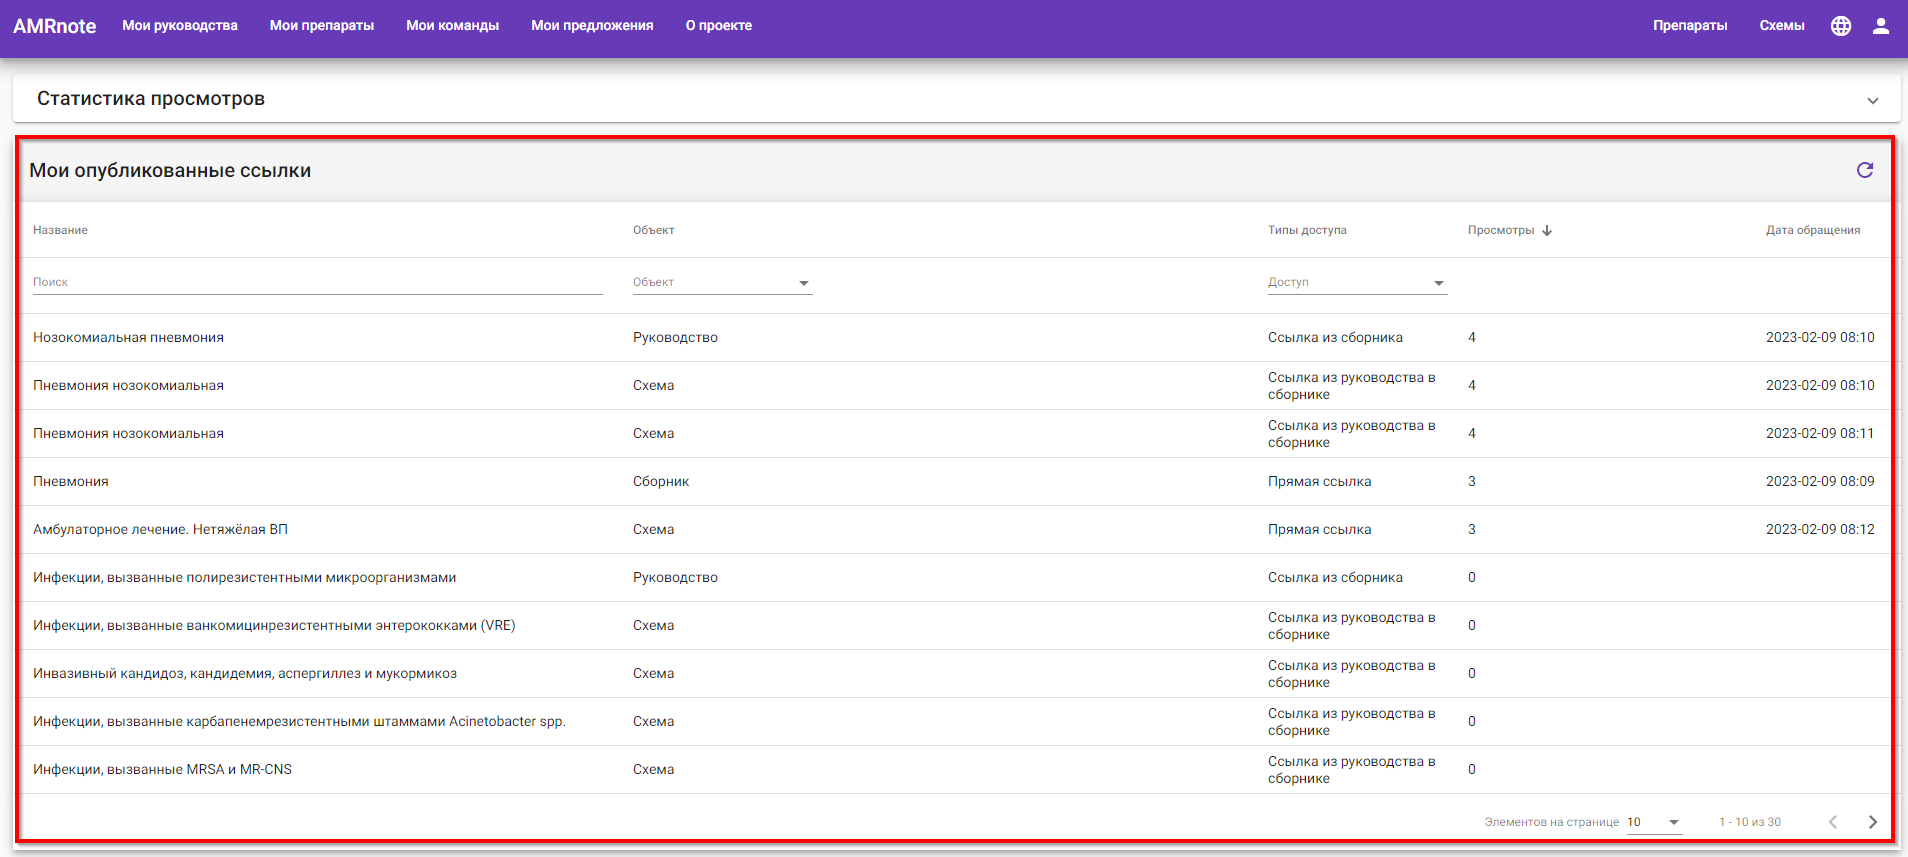 AMRnote Мои руководства Мои препараты Мои команды Мои предложения О проекте Препараты Схемы
Статистика просмотров
Мои опубликованные ссылки
Название Объект Типы доступа Просмотры Дата обращения
Поиск Объект Доступ
Нозокомиальная пневмония Руководство Ссылка из сборника 4 2023-02-09 08:10
Пневмония нозокомиальная Схема Ссылка из руководства в сборнике 4 2023-02-09 08:10
Пневмония нозокомиальная Схема Ссылка из руководства в сборнике 4 2023-02-09 08:11
Пневмония Сборник Прямая ссылка 3 2023-02-09 08:09
Амбулаторное лечение. Нетяжёлая ВП Схема Прямая ссылка 3 2023-02-09 08:12
Инфекции, вызванные полирезистентными микроорганизмами Руководство Ссылка из сборника 0
Инфекции, вызванные ванкомицинрезистентными энтерококками (VRE) Схема Ссылка из руководства в сборнике 0
Инвазивный кандидоз, кандидемия, аспергиллез и мукормикоз Схема Ссылка из руководства в сборнике 0
Инфекции, вызванные карбапенемрезистентными штаммами Acinetobacter spp. Схема Ссылка из руководства в сборнике 0
Инфекции, вызванные MRSA и MR-CNS Схема Ссылка из руководства в сборнике 0
Элементов на странице 10 1 - 10 из 30